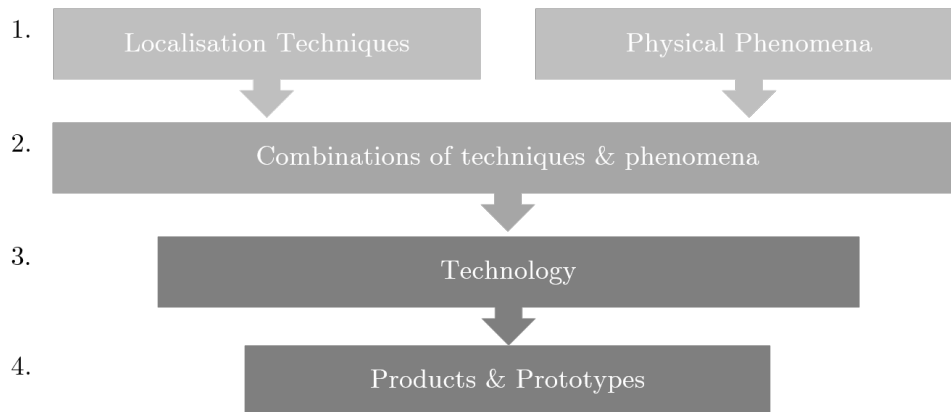 1.
Localisation Techniques
Physical Phenomena
2.
Combinations of techniques & phenomena
3.
Technology
4.
Products & Prototypes